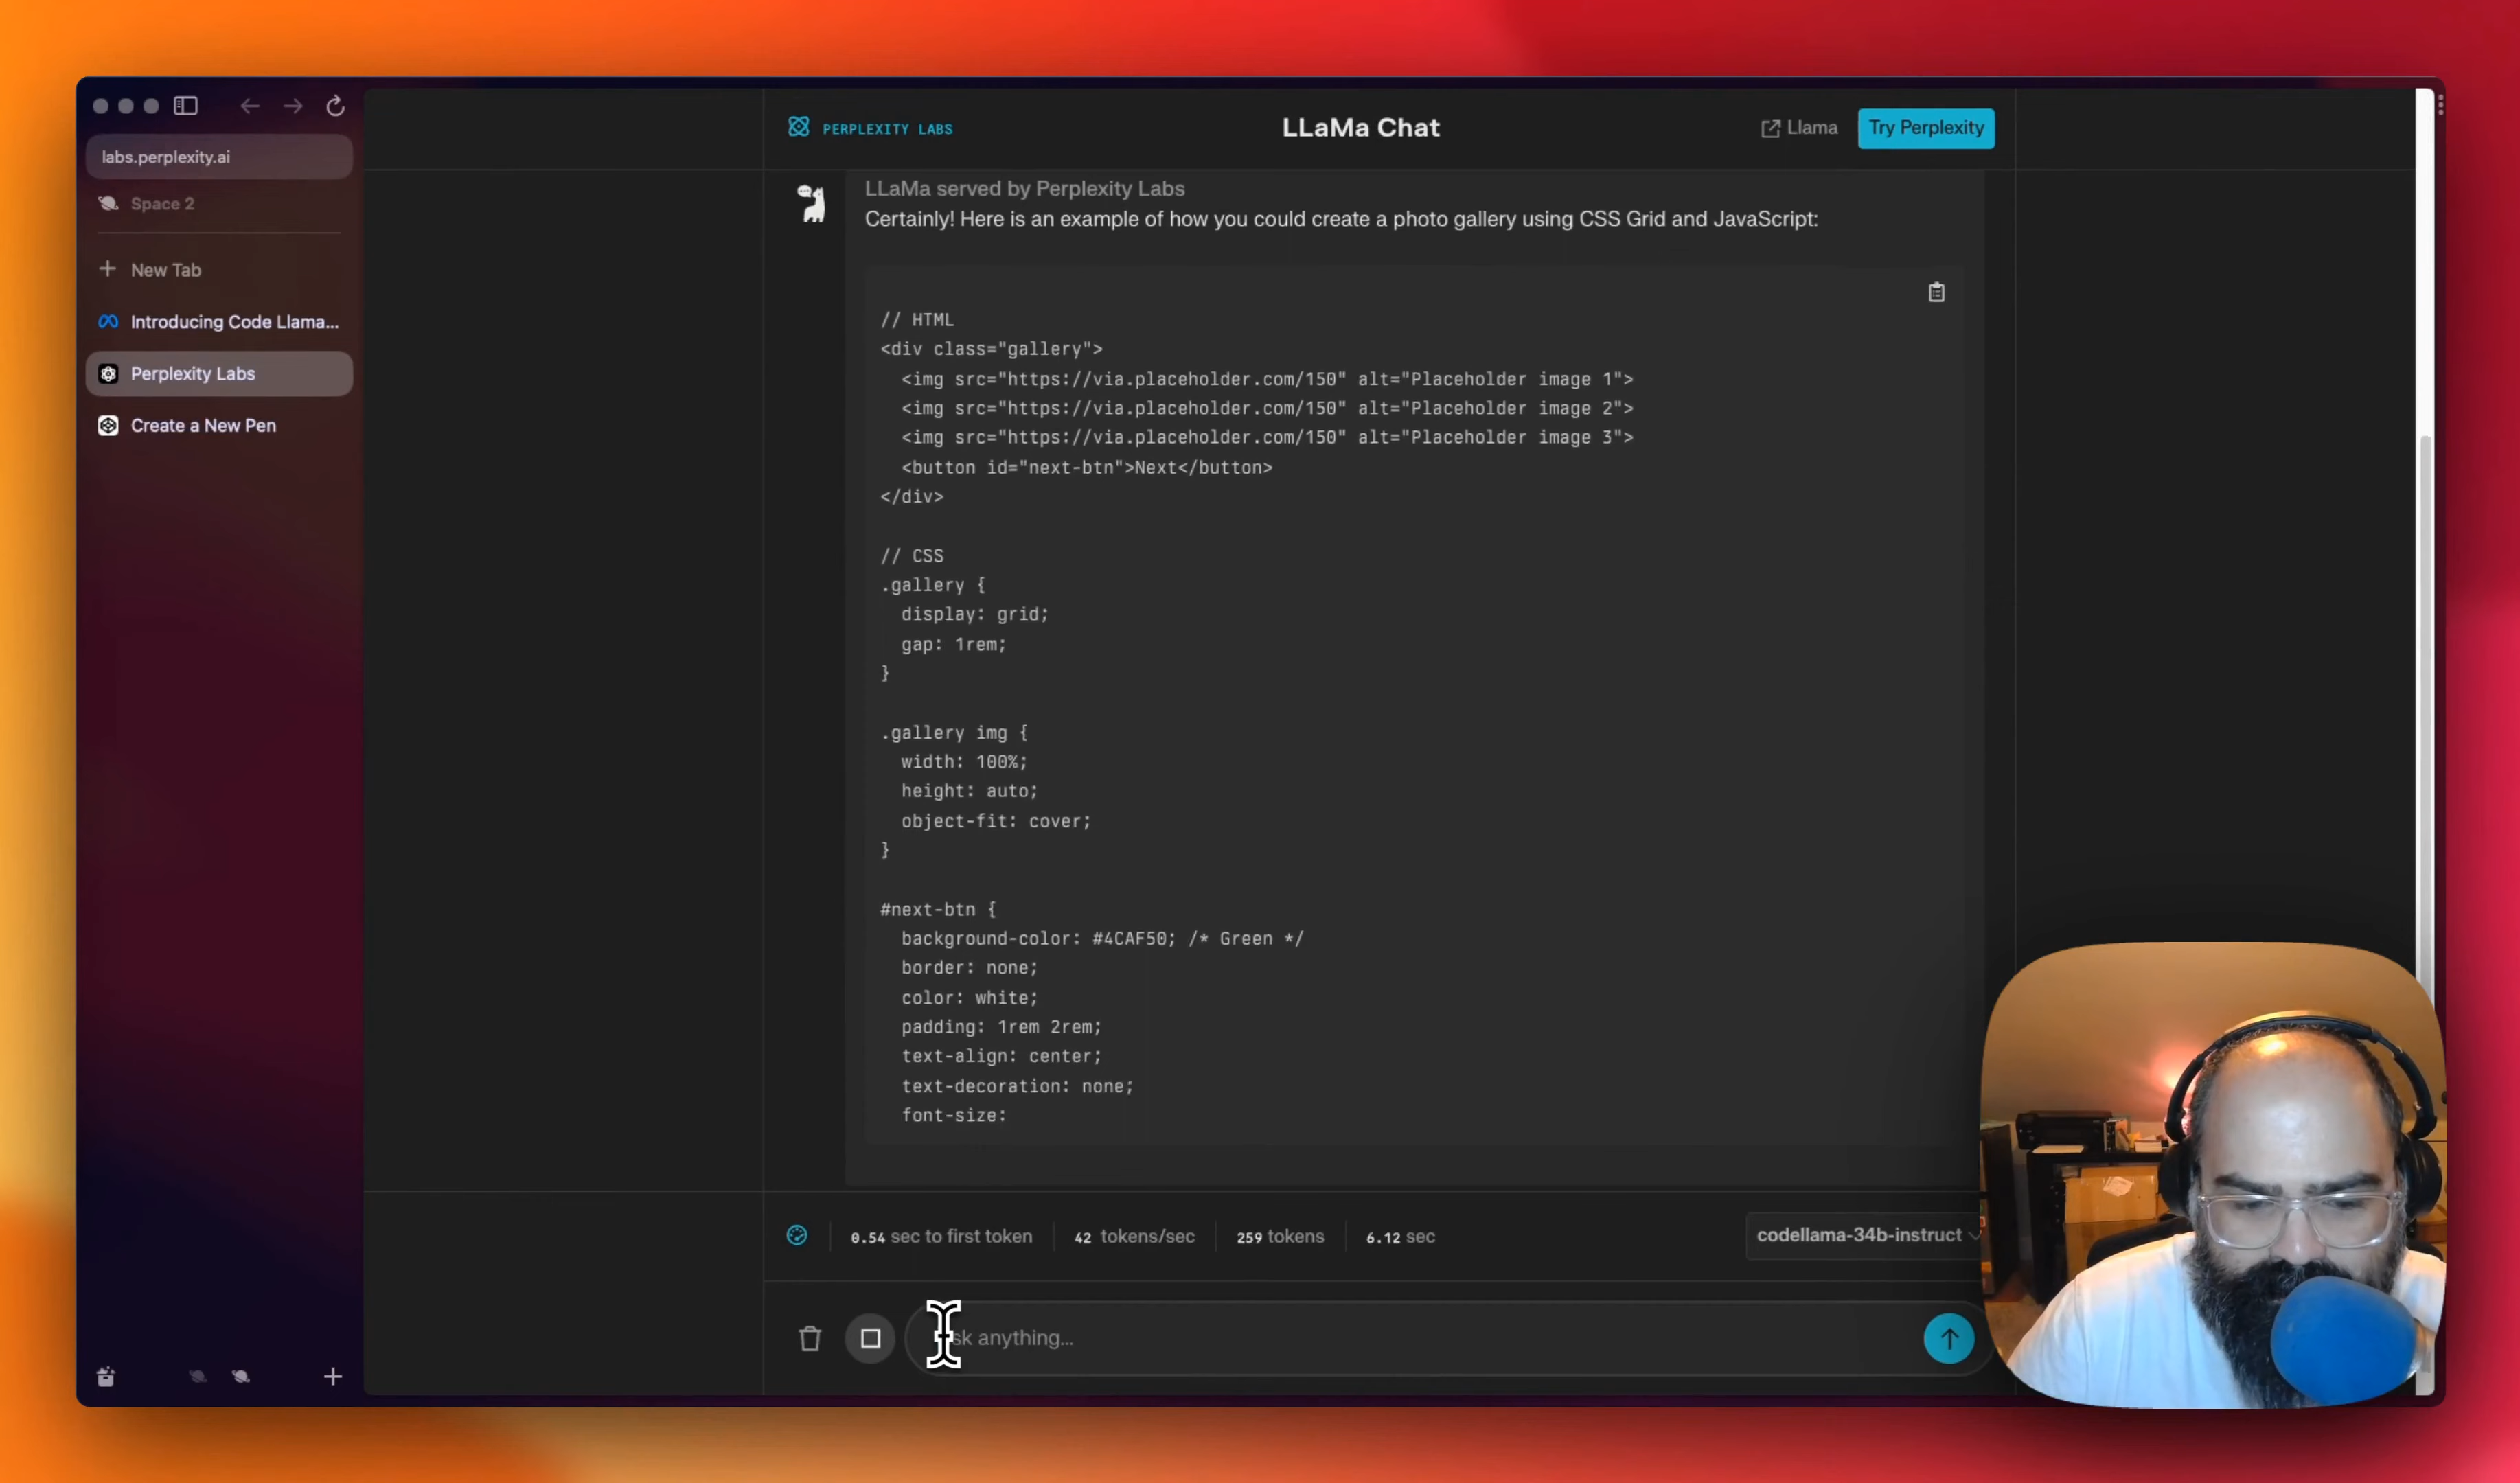 labs.perplexity.ai
Space 2
New Tab
Introducing Code Llama...
Perplexity Labs
Create a New Pen
PERPLEXITY LABS
LLaMa Chat
Llama
Try Perplexity
LLaMa served by Perplexity Labs
Certainly! Here is an example of how you could create a photo gallery using CSS Grid and JavaScript:
// HTML
<div class="gallery">
  <img src="https://via.placeholder.com/150" alt="Placeholder image 1">
  <img src="https://via.placeholder.com/150" alt="Placeholder image 2">
  <img src="https://via.placeholder.com/150" alt="Placeholder image 3">
  <button id="next-btn">Next</button>
</div>
// CSS
.gallery {
  display: grid;
  gap: 1rem;
}
.gallery img {
  width: 100%;
  height: auto;
  object-fit: cover;
}
#next-btn {
  background-color: #4CAF50; /* Green */
  border: none;
  color: white;
  padding: 1rem 2rem;
  text-align: center;
  text-decoration: none;
  font-size:
0.54 sec to first token
42 tokens/sec
259 tokens
6.12 sec
codellama-34b-instruct
sk anything...